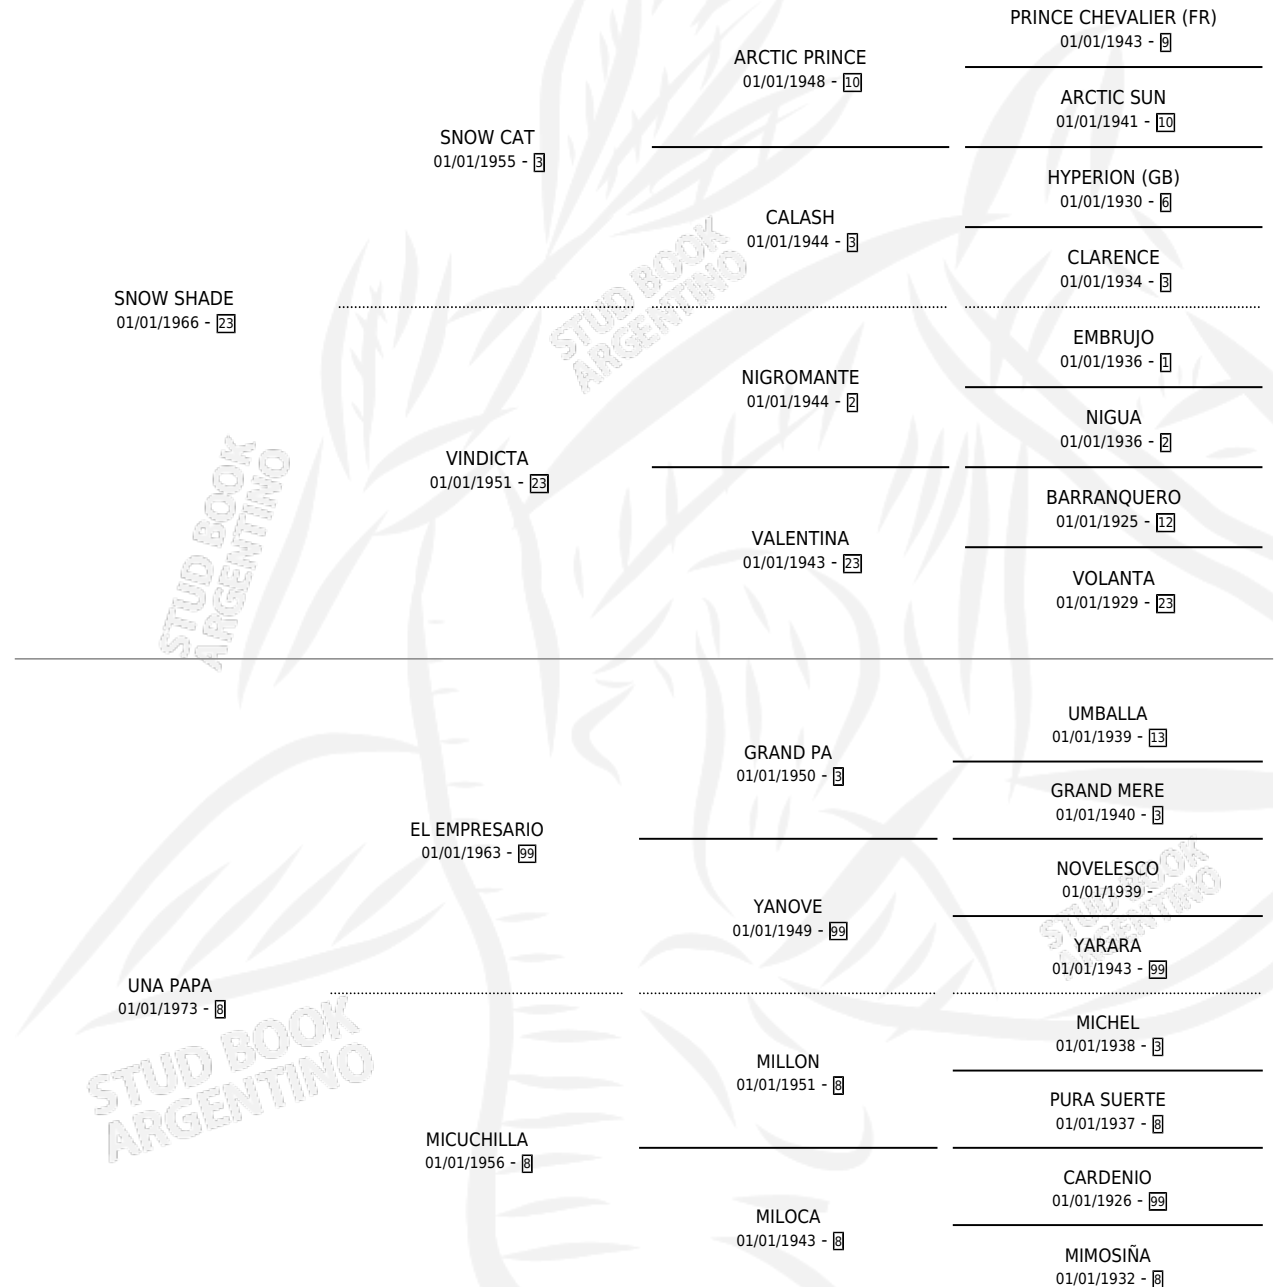 PRINCE CHEVALIER (FR)
01/01/1943 - 9
ARCTIC PRINCE
01/01/1948 - 10
ARCTIC SUN
01/01/1941 - 10
SNOW CAT
01/01/1955 - 3
HYPERION (GB)
01/01/1930 - 6
CALASH
01/01/1944 - 3
CLARENCE
01/01/1934 - 3
SNOW SHADE
01/01/1966 - 23
STUD BOOK
ARGENTINO
EMBRUJO
01/01/1936 - 1
NIGROMANTE
01/01/1944 - 2
NIGUA
01/01/1936 - 2
VINDICTA
01/01/1951 - 23
BARRANQUERO
01/01/1925 - 12
VALENTINA
01/01/1943 - 23
VOLANTA
01/01/1929 - 23
STUD BOOK
ARGENTINO
UMBALLA
01/01/1939 - 13
GRAND PA
01/01/1950 - 3
GRAND MERE
01/01/1940 - 3
EL EMPRESARIO
01/01/1963 - 99
NOVELESCO
01/01/1939 -
YANOVE
01/01/1949 - 99
YARARA
01/01/1943 - 99
STUD BOOK
ARGENTINO
UNA PAPA
01/01/1973 - 8
MICHEL
01/01/1938 - 3
MILLON
01/01/1951 - 8
PURA SUERTE
01/01/1937 - 8
STUD BOOK
ARGENTINO
MICUCHILLA
01/01/1956 - 8
CARDENIO
01/01/1926 - 99
MILOCA
01/01/1943 - 8
MIMOSIÑA
01/01/1932 - 8